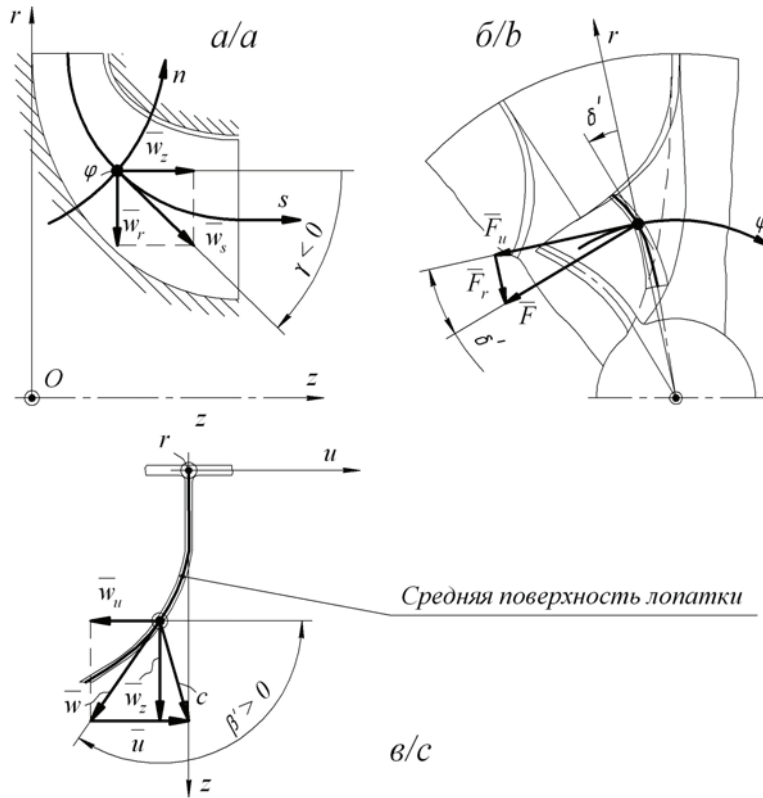 r
а/a
n
w̄z
φ
s
w̄r
w̄s
γ < 0
O
z
б/b
r
δ'
φ
F̄u
F̄r
F̄
δ'
z
r
u
w̄u
Средняя поверхность лопатки
w̄
w̄z
c
β' > 0
ū
в/c
z